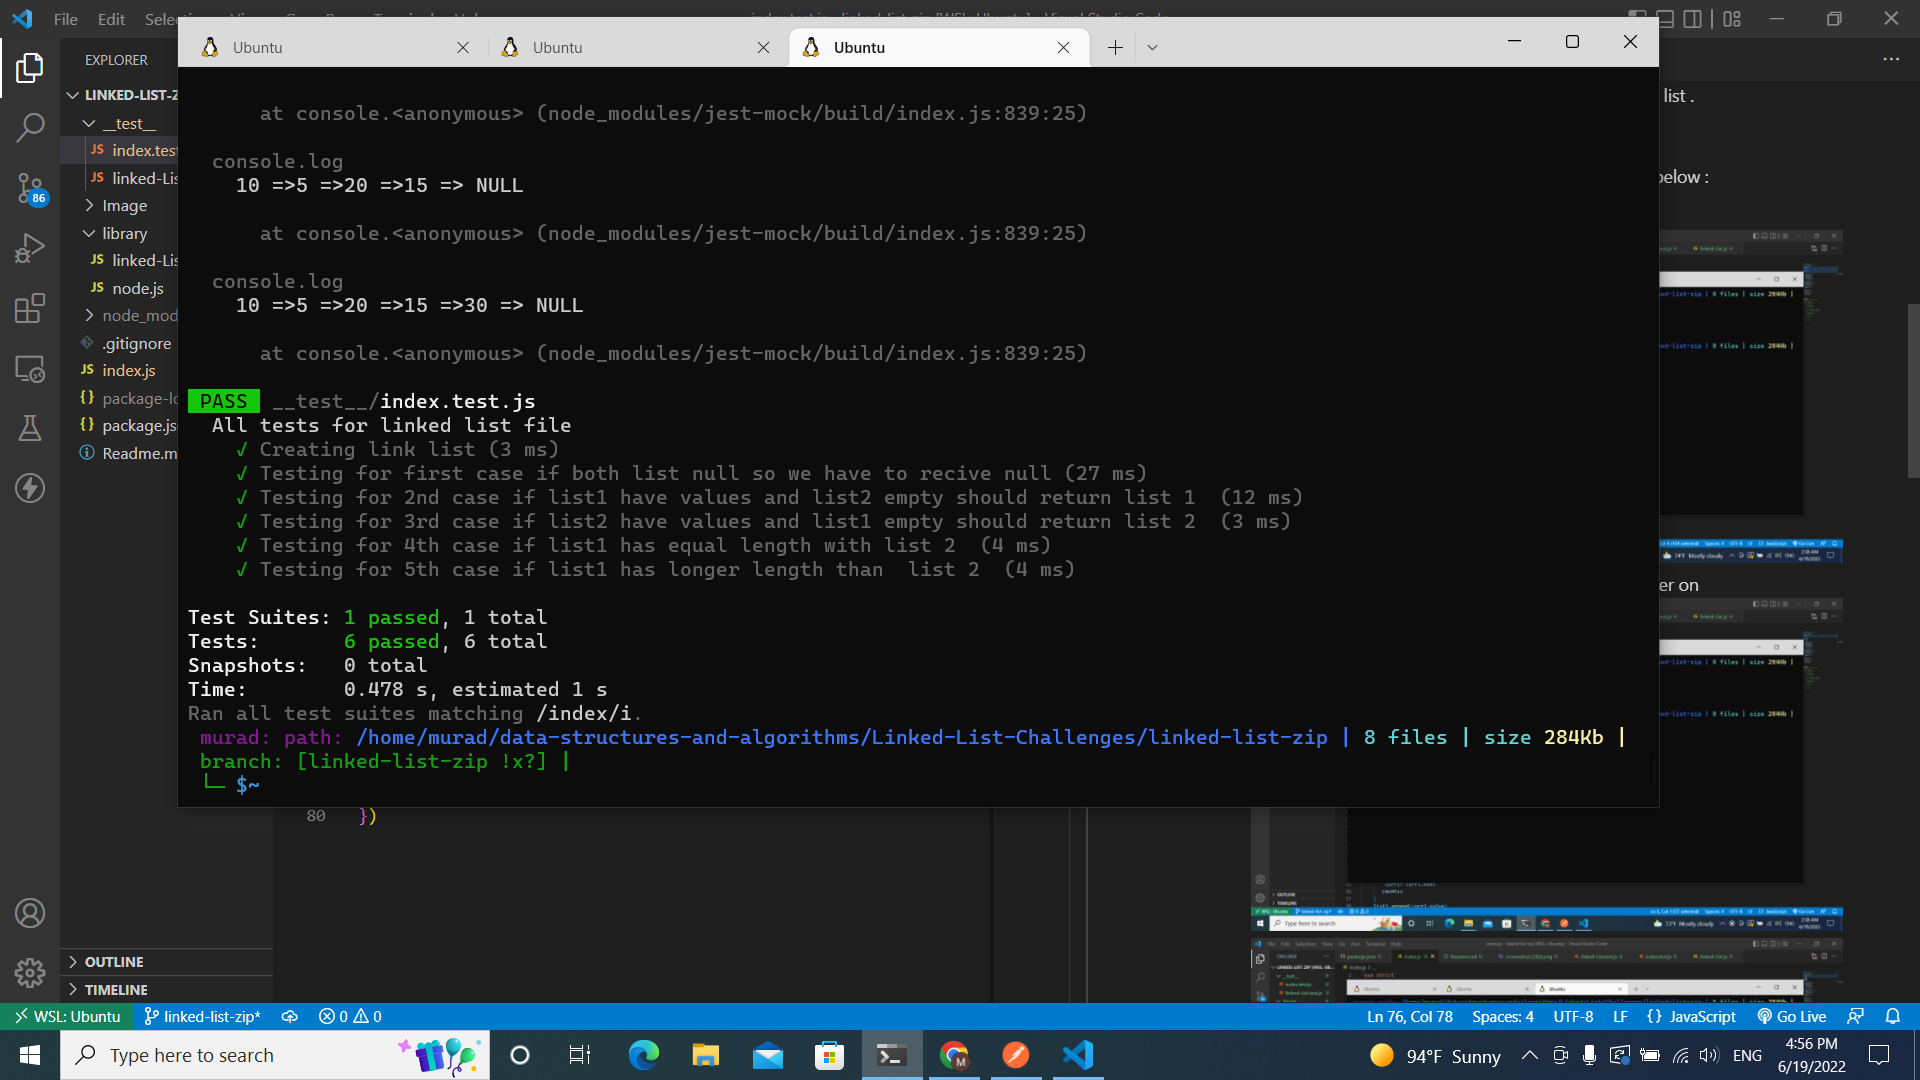 File Edit
Ubuntu Ubuntu Ubuntu
EXPLORER
LINKED-LIST-Z
__test__
JS index.test
JS linked-Lis
Image
library
JS linked-Lis
JS node.js
node_mod
.gitignore
JS index.js
{} package-lo
{} package.js
Readme.m
86
OUTLINE
TIMELINE
at console.<anonymous> (node_modules/jest-mock/build/index.js:839:25)
console.log
10 =>5 =>20 =>15 => NULL
at console.<anonymous> (node_modules/jest-mock/build/index.js:839:25)
console.log
10 =>5 =>20 =>15 =>30 => NULL
at console.<anonymous> (node_modules/jest-mock/build/index.js:839:25)
PASS __test__/index.test.js
All tests for linked list file
√ Creating link list (3 ms)
√ Testing for first case if both list null so we have to recive null (27 ms)
√ Testing for 2nd case if list1 have values and list2 empty should return list 1 (12 ms)
√ Testing for 3rd case if list2 have values and list1 empty should return list 2 (3 ms)
√ Testing for 4th case if list1 has equal length with list 2 (4 ms)
√ Testing for 5th case if list1 has longer length than list 2 (4 ms)
Test Suites: 1 passed, 1 total
Tests: 6 passed, 6 total
Snapshots: 0 total
Time: 0.478 s, estimated 1 s
Ran all test suites matching /index/i.
murad: path: /home/murad/data-structures-and-algorithms/Linked-List-Challenges/linked-list-zip | 8 files | size 284Kb |
branch: [linked-list-zip !x?] |
└─ $~
80 })
list .
below :
er on
WSL: Ubuntu linked-list-zip* 0 0 Ln 76, Col 78 Spaces: 4 UTF-8 LF {} JavaScript Go Live
Type here to search 94°F Sunny ENG 4:56 PM
6/19/2022